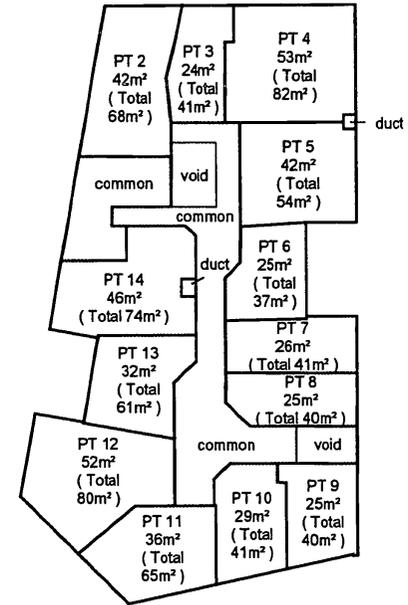 PT 2
42m²
( Total
68m² )
PT 3
24m²
( Total
41m² )
PT 4
53m²
( Total
82m² )
duct
PT 5
42m²
( Total
54m² )
common
void
common
PT 6
25m²
( Total
37m² )
duct
PT 14
46m²
( Total 74m² )
PT 7
26m²
( Total 41m² )
PT 13
32m²
( Total
61m² )
PT 8
25m²
( Total 40m² )
PT 12
52m²
( Total
80m² )
common
void
PT 11
36m²
( Total
65m² )
PT 10
29m²
( Total
41m² )
PT 9
25m²
( Total
40m² )